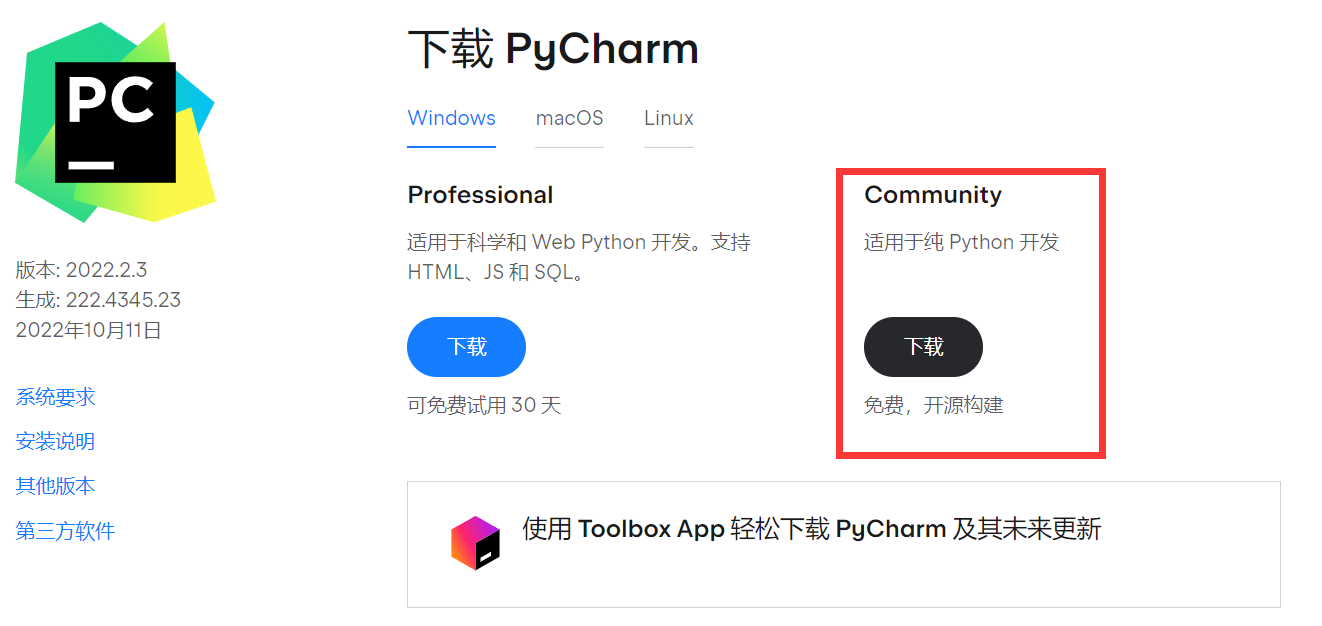 PC
下载 PyCharm
Windows macOS Linux
Professional
适用于科学和 Web Python 开发。支持
HTML、JS 和 SQL。
下载
可免费试用 30 天
Community
适用于纯 Python 开发
下载
免费，开源构建
版本: 2022.2.3
生成: 222.4345.23
2022年10月11日
系统要求
安装说明
其他版本
第三方软件
使用 Toolbox App 轻松下载 PyCharm 及其未来更新